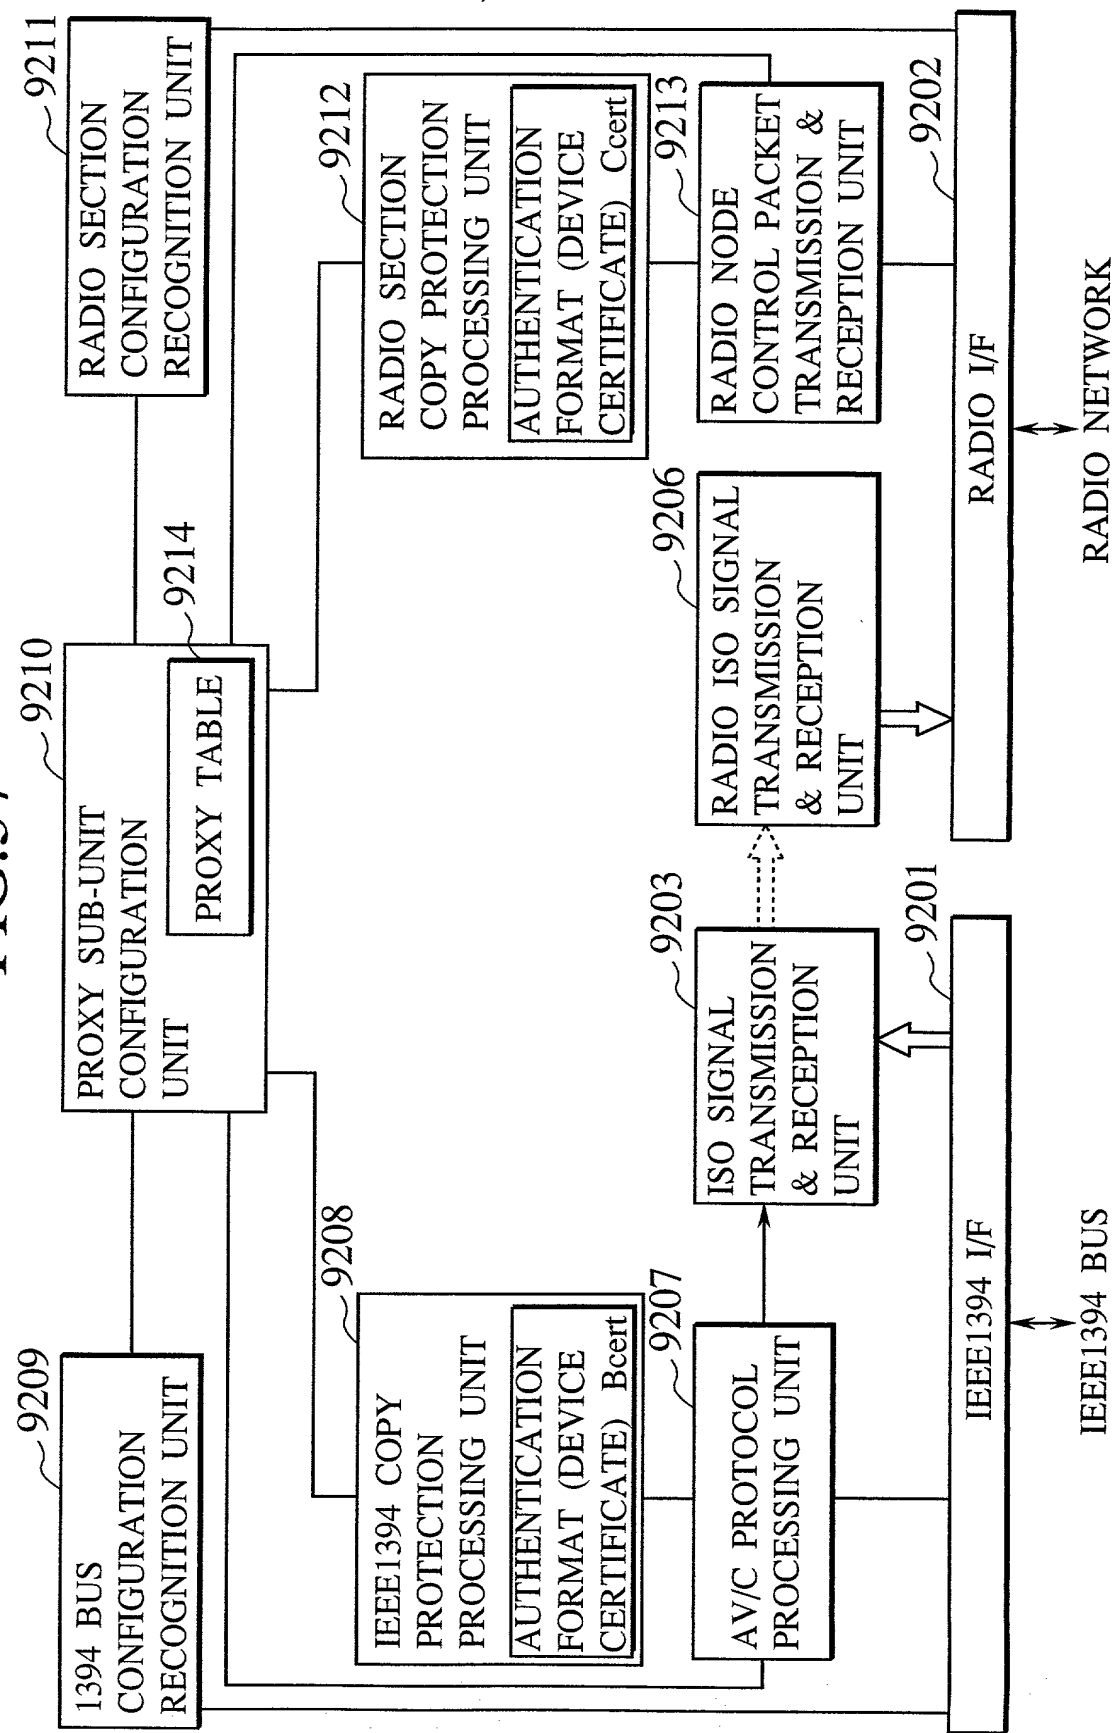 9209
1394 BUS
CONFIGURATION
RECOGNITION UNIT
9210
PROXY SUB-UNIT
CONFIGURATION
UNIT
9214
PROXY TABLE
9211
RADIO SECTION
CONFIGURATION
RECOGNITION UNIT
9208
IEEE1394 COPY
PROTECTION
PROCESSING UNIT
AUTHENTICATION
FORMAT (DEVICE
CERTIFICATE) Bcert
9212
RADIO SECTION
COPY PROTECTION
PROCESSING UNIT
AUTHENTICATION
FORMAT (DEVICE
CERTIFICATE) Ccert
9207
AV/C PROTOCOL
PROCESSING UNIT
9203
ISO SIGNAL
TRANSMISSION
& RECEPTION
UNIT
9206
RADIO ISO SIGNAL
TRANSMISSION
& RECEPTION
UNIT
9213
RADIO NODE
CONTROL PACKET
TRANSMISSION &
RECEPTION UNIT
9201
IEEE1394 I/F
9202
RADIO I/F
IEEE1394 BUS
RADIO NETWORK